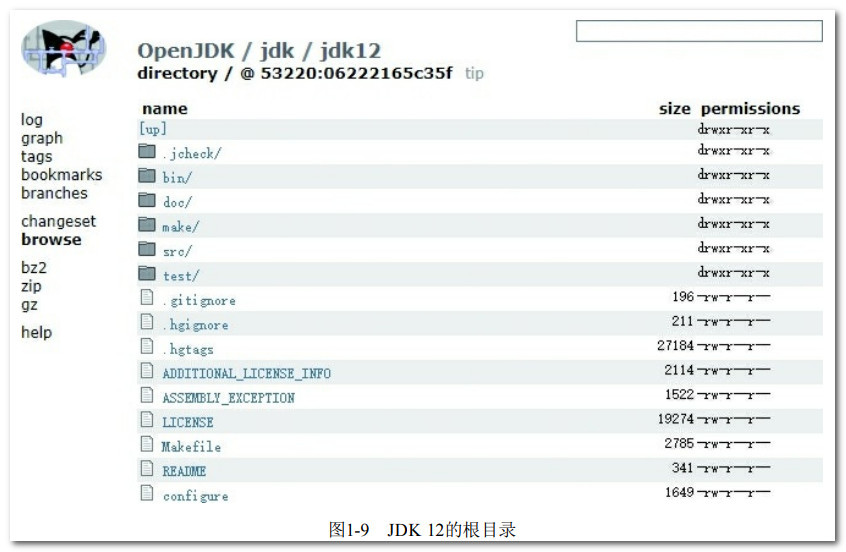 OpenJDK / jdk / jdk12
directory / @ 53220:06222165c35f tip
log
graph
tags
bookmarks
branches
changeset
browse
bz2
zip
gz
help
name size permissions
[up] drwxr-xr-x
.jcheck/ drwxr-xr-x
bin/ drwxr-xr-x
doc/ drwxr-xr-x
make/ drwxr-xr-x
src/ drwxr-xr-x
test/ drwxr-xr-x
.gitignore 196 -rw-r--r--
.hgignore 211 -rw-r--r--
.hgtags 27184 -rw-r--r--
ADDITIONAL_LICENSE_INFO 2114 -rw-r--r--
ASSEMBLY_EXCEPTION 1522 -rw-r--r--
LICENSE 19274 -rw-r--r--
Makefile 2785 -rw-r--r--
README 341 -rw-r--r--
configure 1649 -rw-r--r--
图1-9 JDK 12的根目录